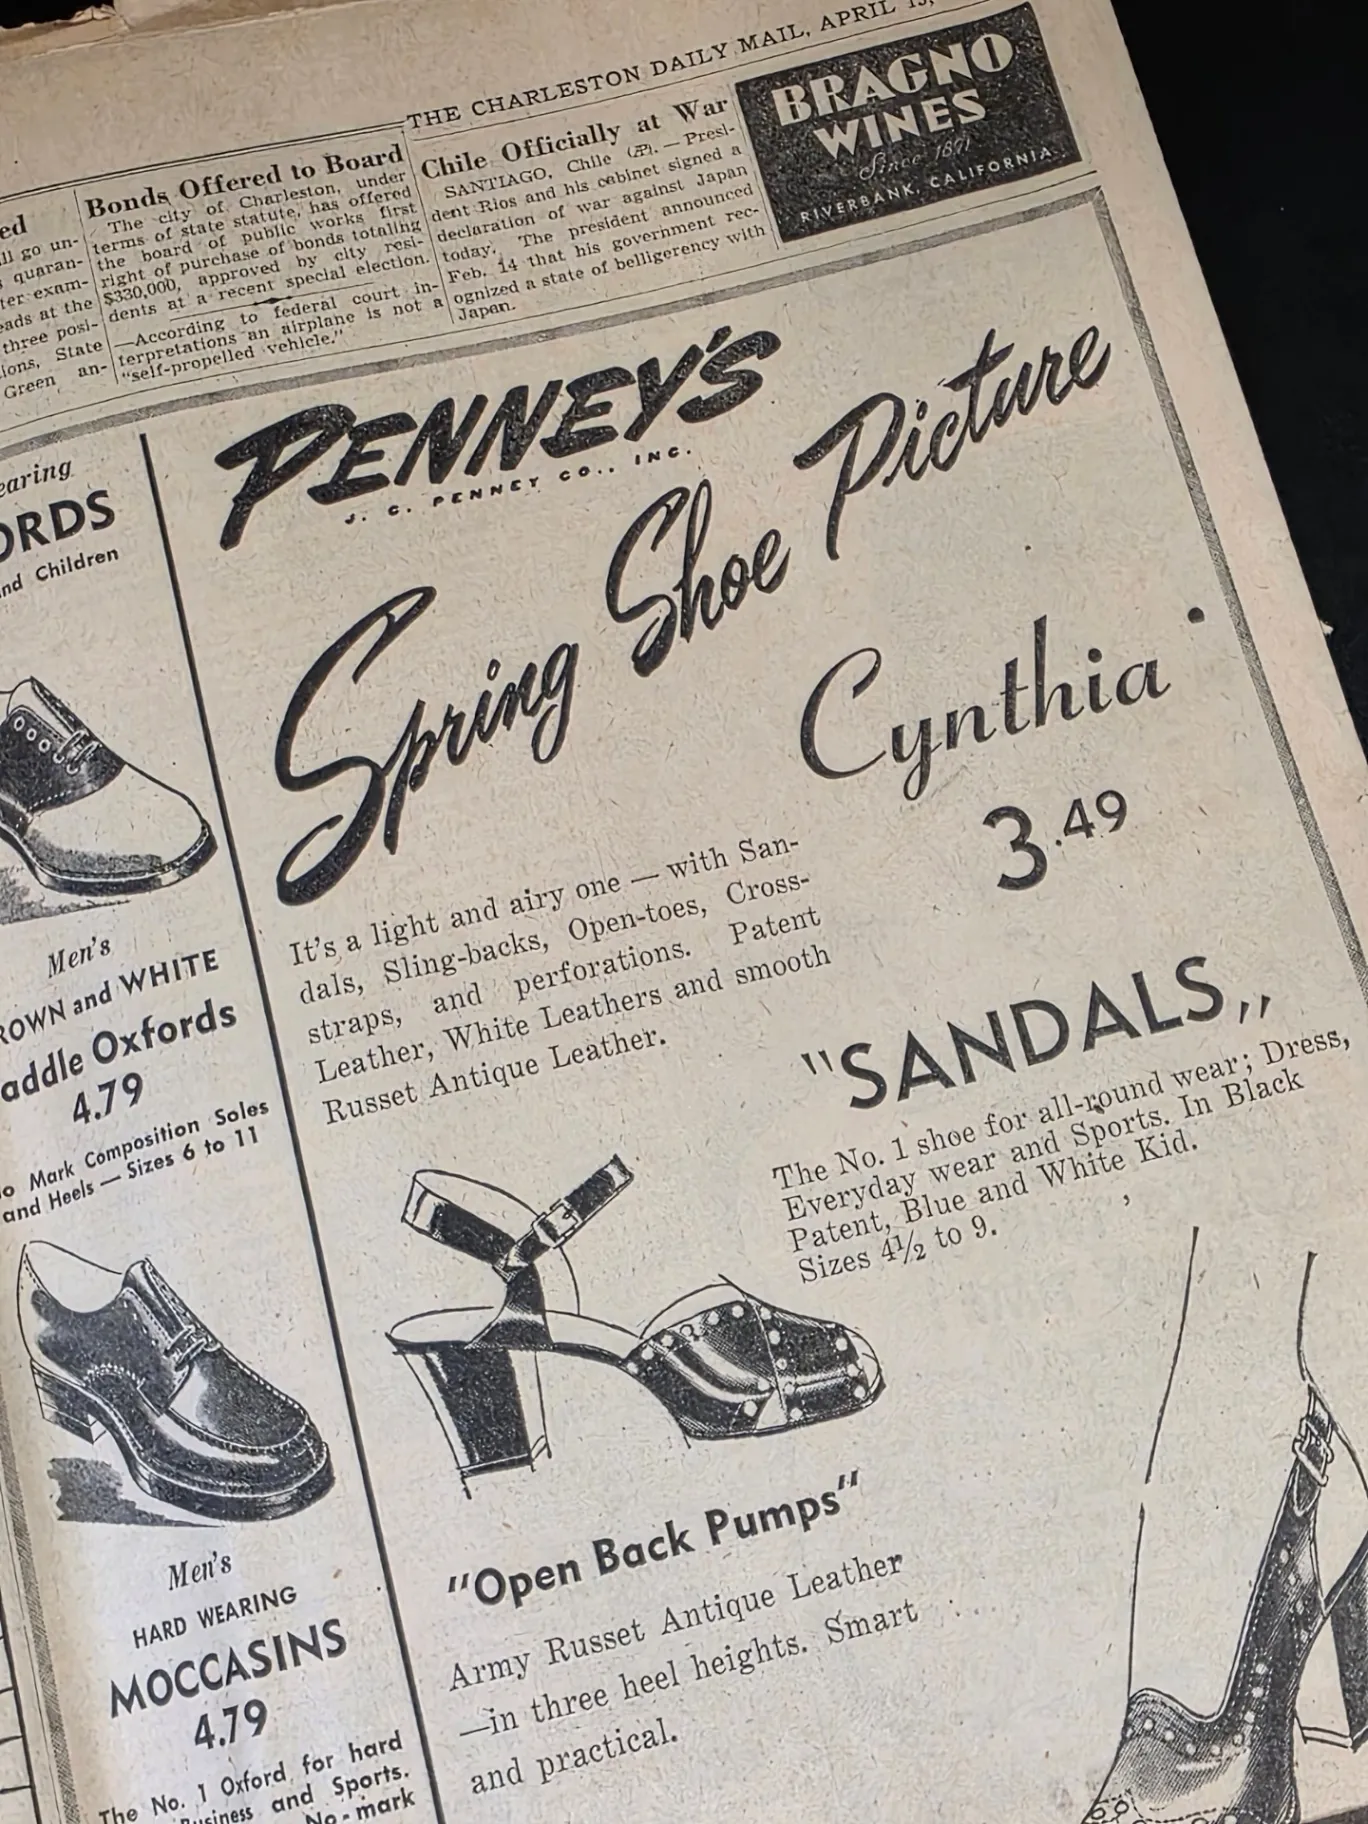 THE CHARLESTON DAILY MAIL, APRIL 13,
ed
ll go un-
quaran-
ter exam-
eads at the
three posi-
ions, State
Green an-
Bonds Offered to Board
The city of Charleston, under
terms of state statute, has offered
the board of public works first
right of purchase of bonds totaling
$330,000, approved by city resi-
dents at a recent special election.
—According to federal court in-
terpretations an airplane is not a
"self-propelled vehicle."
Chile Officially at War
SANTIAGO, Chile (AP).—Presi-
dent Rios and his cabinet signed a
declaration of war against Japan
today. The president announced
Feb. 14 that his government rec-
ognized a state of belligerency with
Japan.
BRAGNO
WINES
Since 1891
RIVERBANK, CALIFORNIA
earing
ORDS
nd Children
Men's
ROWN and WHITE
addle Oxfords
4.79
o Mark Composition Soles
and Heels — Sizes 6 to 11
Men's
HARD WEARING
MOCCASINS
4.79
The No. 1 Oxford for hard
Business and Sports.
No-mark
PENNEY'S
J. C. PENNEY CO., INC.
Spring Shoe Picture
It's a light and airy one — with San-
dals, Sling-backs, Open-toes, Cross-
straps, and perforations. Patent
Leather, White Leathers and smooth
Russet Antique Leather.
Cynthia
3.49
"SANDALS„
The No. 1 shoe for all-round wear; Dress,
Everyday wear and Sports. In Black
Patent, Blue and White Kid.
Sizes 4½ to 9.
"Open Back Pumps"
Army Russet Antique Leather
—in three heel heights. Smart
and practical.